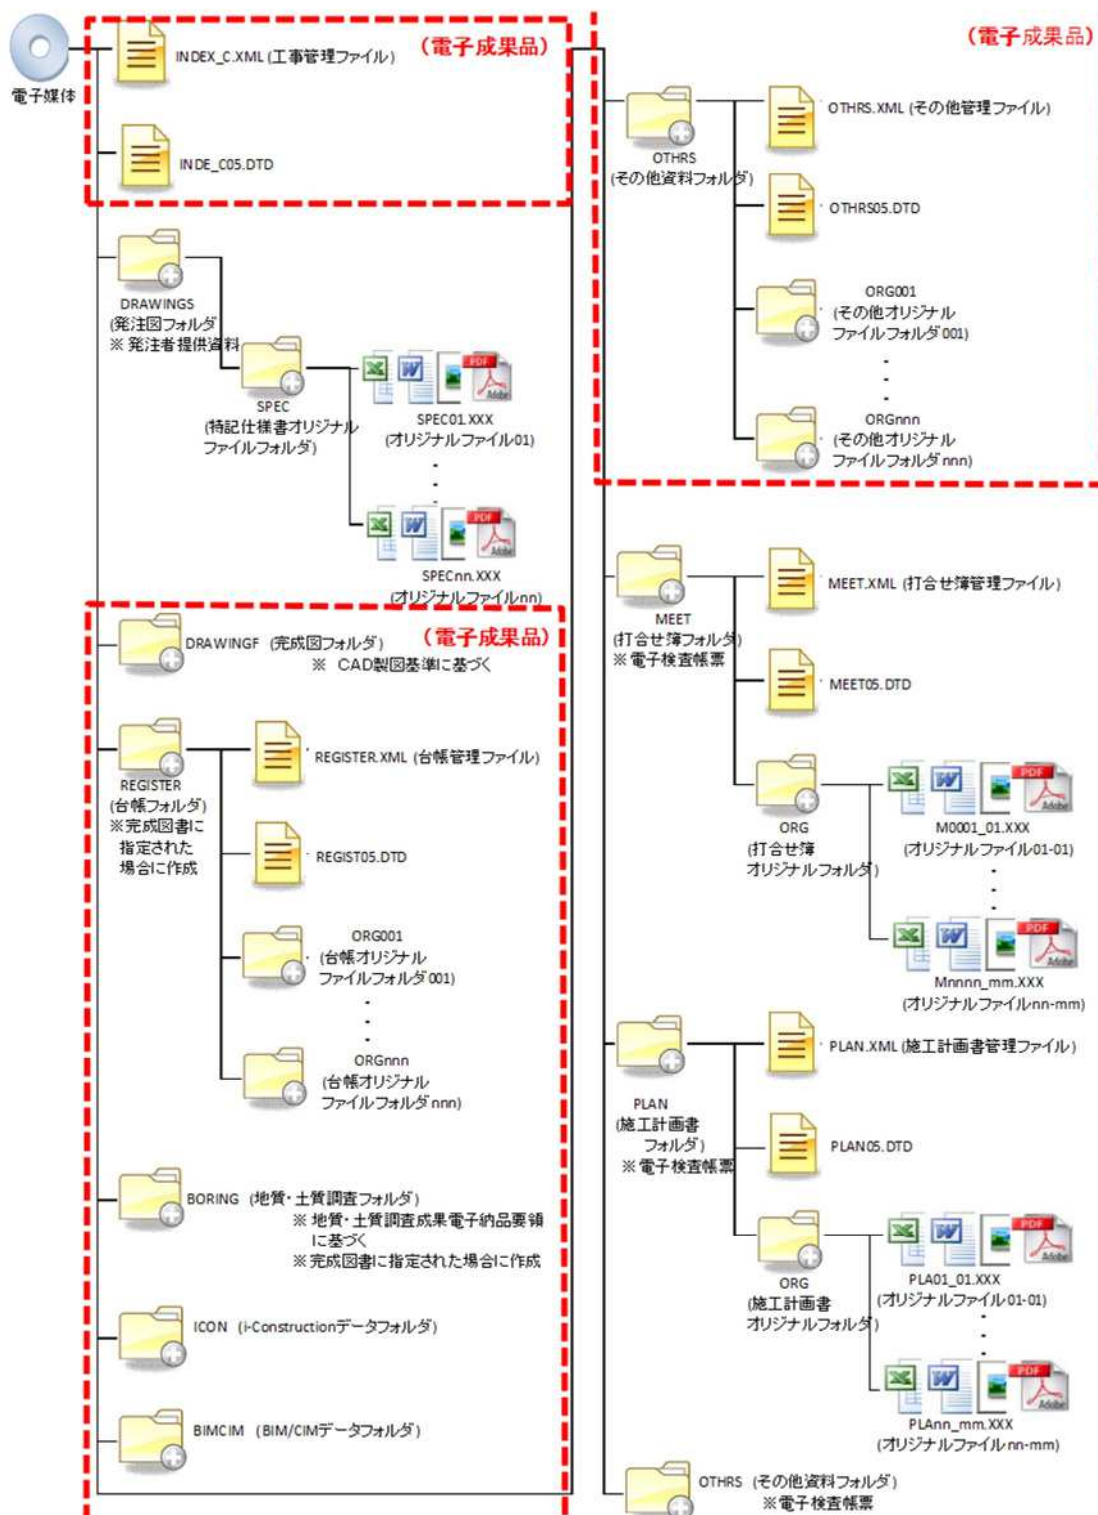 電子媒体
INDEX_C.XML (工事管理ファイル)
(電子成果品)
INDE_C05.DTD
DRAWINGS
(発注図フォルダ
※ 発注者提供資料
SPEC
(特記仕様書オリジナル
ファイルフォルダ)
PDF
Adobe
SPEC01.XXX
(オリジナルファイル01)
PDF
Adobe
SPECnn.XXX
(オリジナルファイルnn)
(電子成果品)
DRAWINGF (完成図フォルダ)
※ CAD製図基準に基づく
REGISTER
(台帳フォルダ)
※完成図書に
指定された
場合に作成
REGISTER.XML (台帳管理ファイル)
REGIST05.DTD
ORG001
(台帳オリジナル
ファイルフォルダ001)
ORGnnn
(台帳オリジナル
ファイルフォルダnnn)
BORING (地質・土質調査フォルダ)
※ 地質・土質調査成果電子納品要領
に基づく
※完成図書に指定された場合に作成
ICON (i-Constructionデータフォルダ)
BIMCIM (BIM/CIMデータフォルダ)
(電子成果品)
OTHRS
(その他資料フォルダ)
OTHRS.XML (その他管理ファイル)
OTHRS05.DTD
ORG001
(その他オリジナル
ファイルフォルダ001)
ORGnnn
(その他オリジナル
ファイルフォルダnnn)
MEET
(打合せ簿フォルダ)
※電子検査帳票
MEET.XML (打合せ簿管理ファイル)
MEET05.DTD
ORG
(打合せ簿
オリジナルフォルダ)
PDF
Adobe
M0001_01.XXX
(オリジナルファイル01-01)
PDF
Adobe
Mnnnn_mm.XXX
(オリジナルファイルnn-mm)
PLAN
(施工計画書
フォルダ)
※電子検査帳票
PLAN.XML (施工計画書管理ファイル)
PLAN05.DTD
ORG
(施工計画書
オリジナルフォルダ)
PDF
Adobe
PLA01_01.XXX
(オリジナルファイル01-01)
PDF
Adobe
PLAnn_mm.XXX
(オリジナルファイルnn-mm)
OTHRS (その他資料フォルダ)
※電子検査帳票